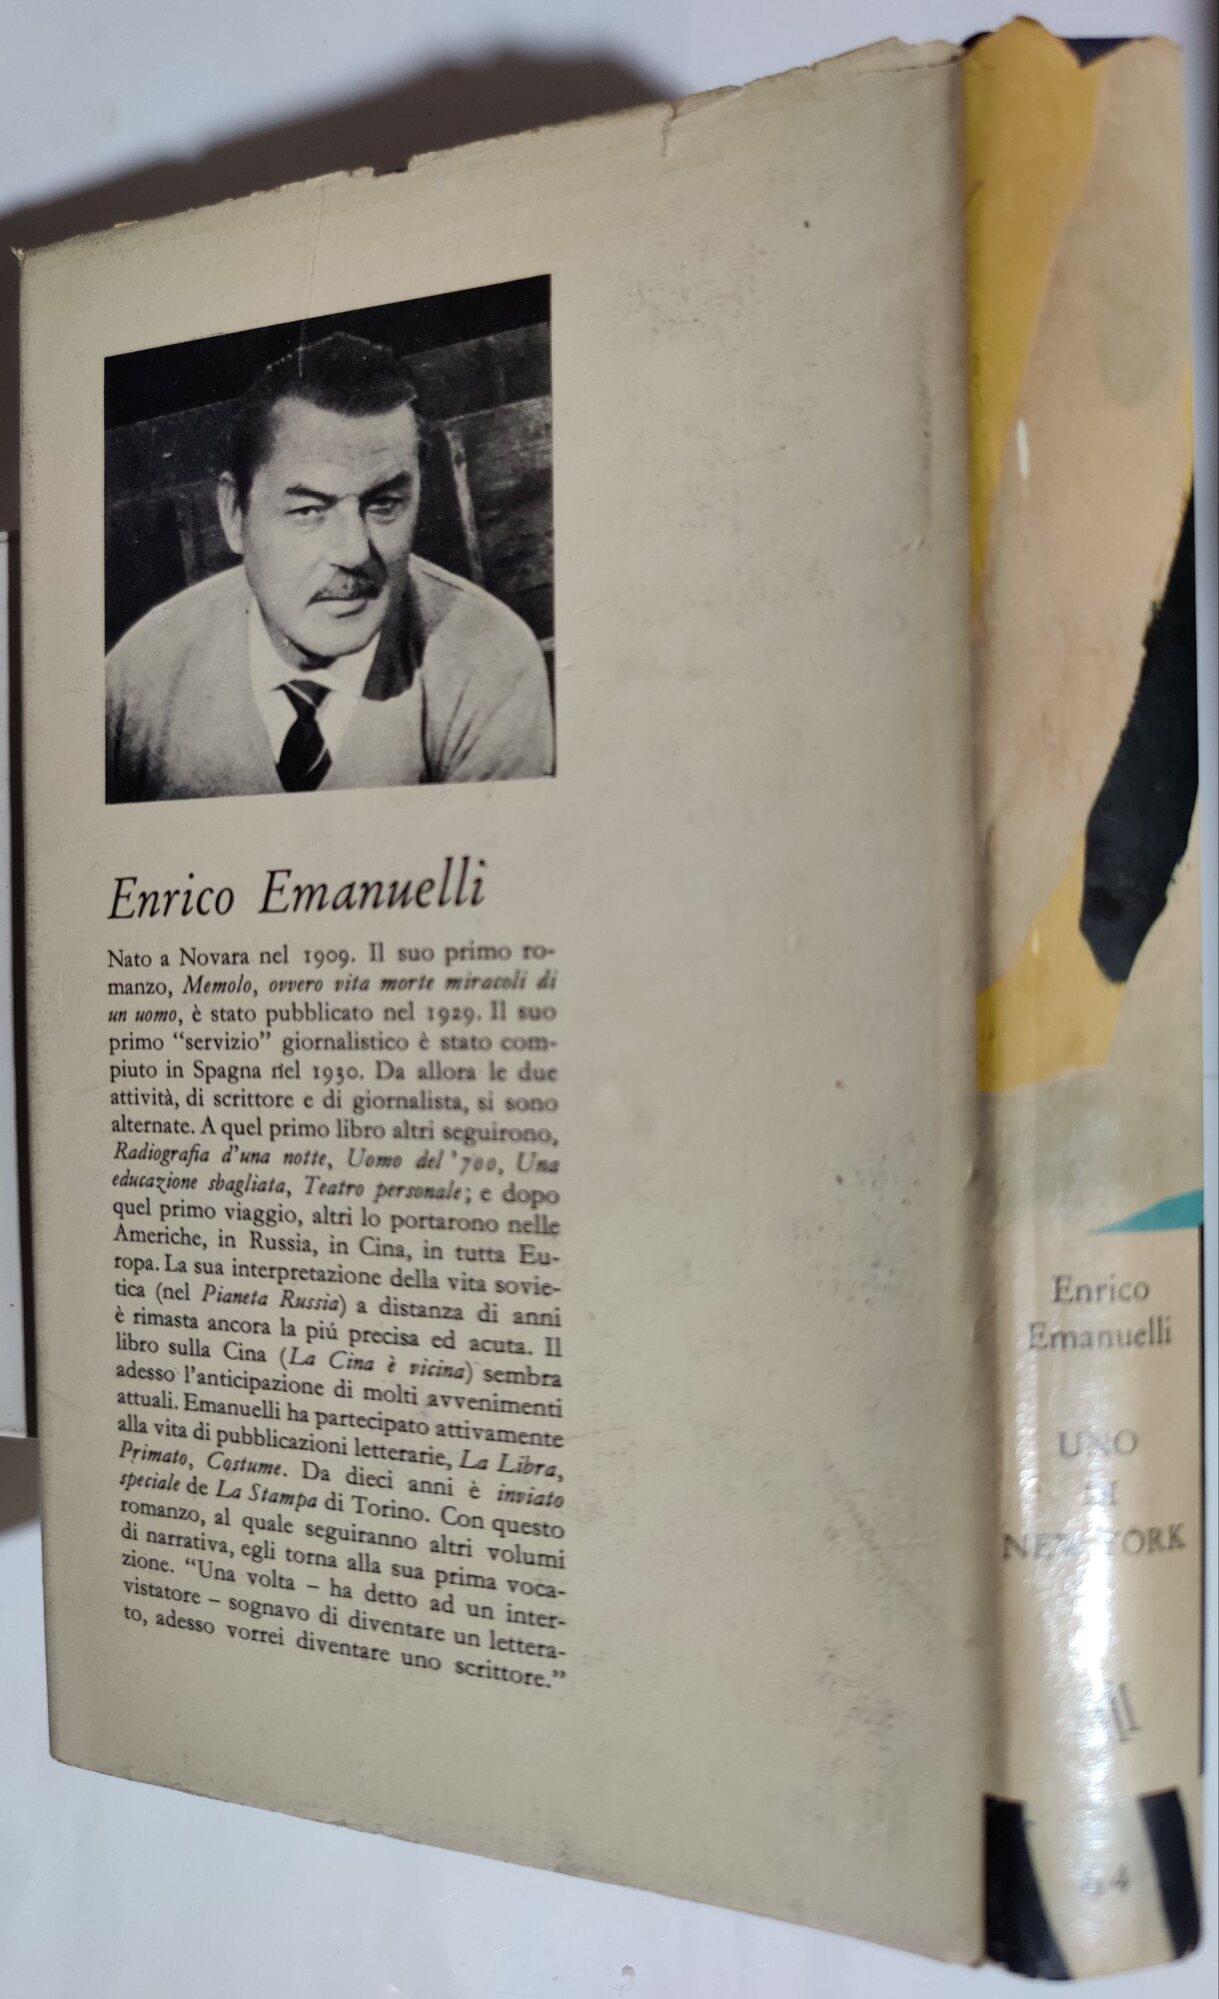 Enrico Emanuelli
Nato a Novara nel 1909. Il suo primo ro-
manzo, Memolo, ovvero vita morte miracoli di
un uomo, è stato pubblicato nel 1929. Il suo
primo “servizio” giornalistico è stato com-
piuto in Spagna nel 1930. Da allora le due
attività, di scrittore e di giornalista, si sono
alternate. A quel primo libro altri seguirono,
Radiografia d’una notte, Uomo del ’700, Una
educazione sbagliata, Teatro personale; e dopo
quel primo viaggio, altri lo portarono nelle
Americhe, in Russia, in Cina, in tutta Eu-
ropa. La sua interpretazione della vita sovie-
tica (nel Pianeta Russia) a distanza di anni
è rimasta ancora la piú precisa ed acuta. Il
libro sulla Cina (La Cina è vicina) sembra
adesso l’anticipazione di molti avvenimenti
attuali. Emanuelli ha partecipato attivamente
alla vita di pubblicazioni letterarie, La Libra,
Primato, Costume. Da dieci anni è inviato
speciale de La Stampa di Torino. Con questo
romanzo, al quale seguiranno altri volumi
di narrativa, egli torna alla sua prima voca-
zione. “Una volta – ha detto ad un inter-
vistatore – sognavo di diventare un lettera-
to, adesso vorrei diventare uno scrittore.”
Enrico
Emanuelli
UNO
DI
NEW YORK